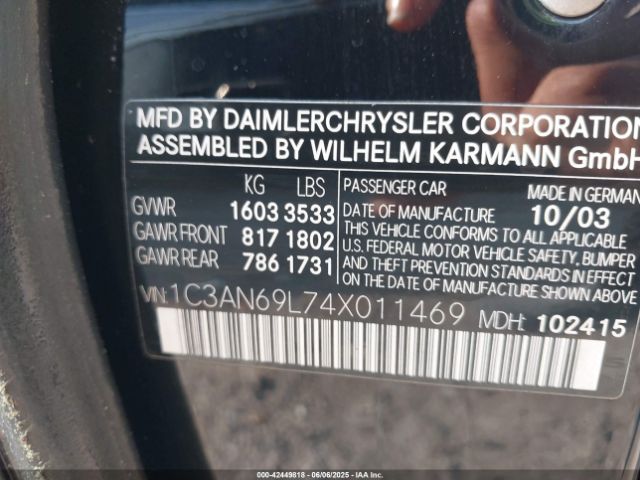 MFD BY DAIMLERCHRYSLER CORPORATION
ASSEMBLED BY WILHELM KARMANN GmbH
KG LBS
GVWR 1603 3533
GAWR FRONT 817 1802
GAWR REAR 786 1731
PASSENGER CAR MADE IN GERMANY
DATE OF MANUFACTURE 10/03
THIS VEHICLE CONFORMS TO ALL APPLICABLE
U.S. FEDERAL MOTOR VEHICLE SAFETY, BUMPER
AND THEFT PREVENTION STANDARDS IN EFFECT
ON THE DATE OF MANUFACTURE SHOWN ABOVE
VIN: 1C3AN69L74X011469 MDH: 102415
000-42449818 - 06/06/2025 - IAA Inc.